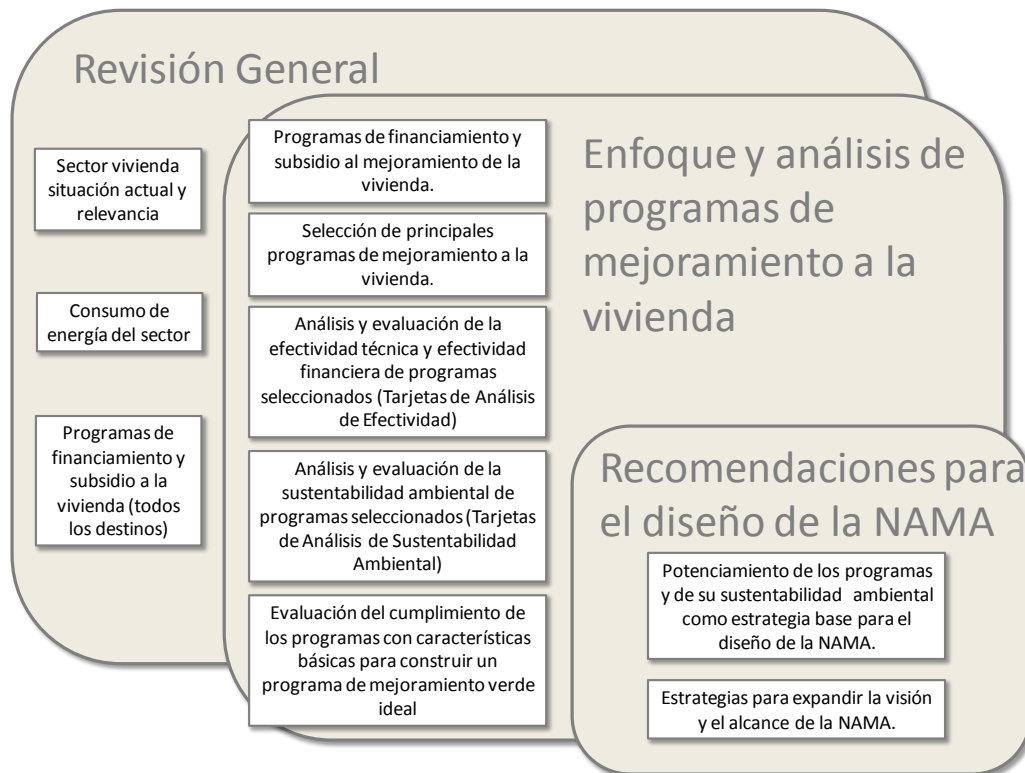 Revisión General
Sector vivienda
situación actual y
relevancia
Consumo de
energía del sector
Programas de
financiamiento y
subsidio a la
vivienda (todos
los destinos)
Enfoque y análisis de
programas de
mejoramiento a la
vivienda
Programas de financiamiento y
subsidio al mejoramiento de la
vivienda.
Selección de principales
programas de mejoramiento a la
vivienda.
Análisis y evaluación de la
efectividad técnica y efectividad
financiera de programas
seleccionados (Tarjetas de Análisis
de Efectividad)
Análisis y evaluación de la
sustentabilidad ambiental de
programas seleccionados (Tarjetas
de Análisis de Sustentabilidad
Ambiental)
Evaluación del cumplimiento de
los programas con características
básicas para construir un
programa de mejoramiento verde
ideal
Recomendaciones para
el diseño de la NAMA
Potenciamiento de los programas
y de su sustentabilidad ambiental
como estrategia base para el
diseño de la NAMA.
Estrategias para expandir la visión
y el alcance de la NAMA.